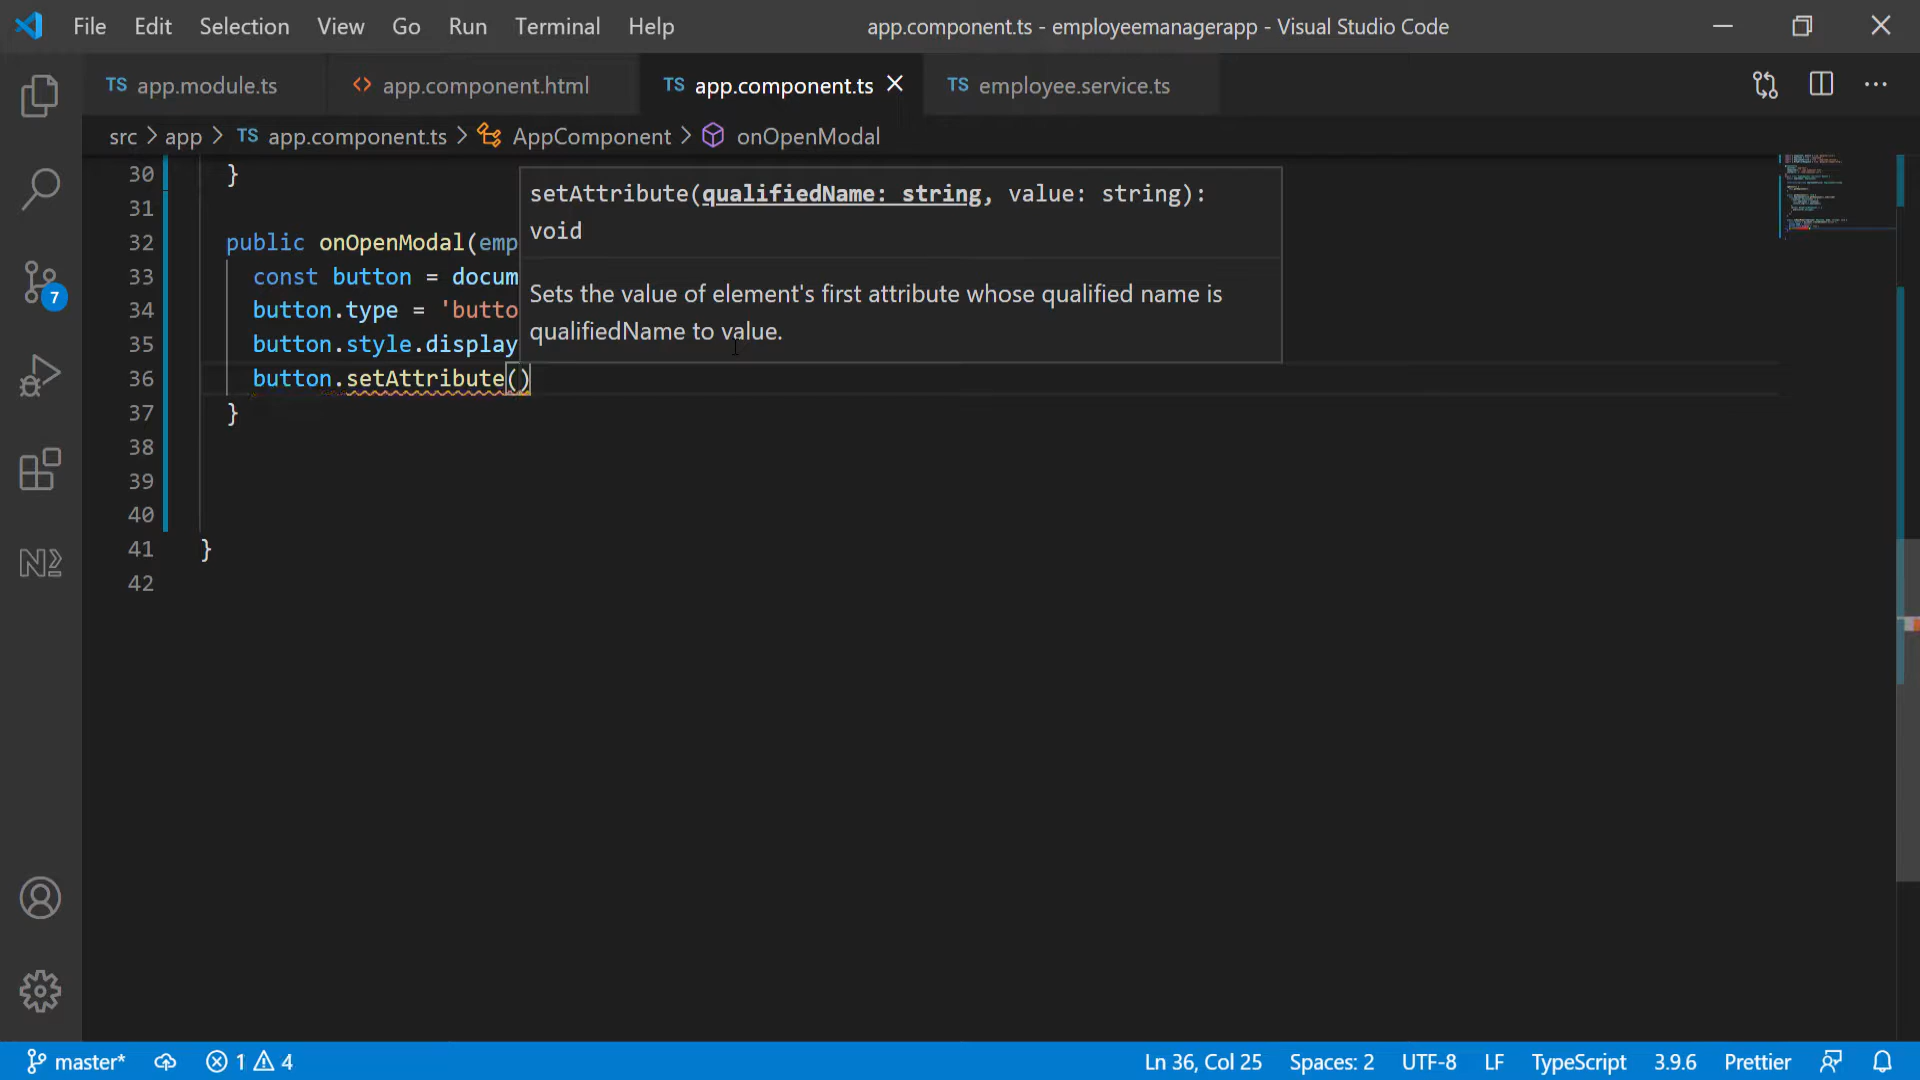 File Edit Selection View Go Run Terminal Help app.component.ts - employeemanagerapp - Visual Studio Code
TS app.module.ts <> app.component.html TS app.component.ts TS employee.service.ts
src > app > TS app.component.ts > AppComponent > onOpenModal
30 }
31
32 public onOpenModal(emp
33 const button = docum
34 button.type = 'butto
35 button.style.display
36 button.setAttribute()
37 }
38
39
40
41 }
42
setAttribute(qualifiedName: string, value: string):
void
Sets the value of element's first attribute whose qualified name is
qualifiedName to value.
7
master* 1 4 Ln 36, Col 25 Spaces: 2 UTF-8 LF TypeScript 3.9.6 Prettier